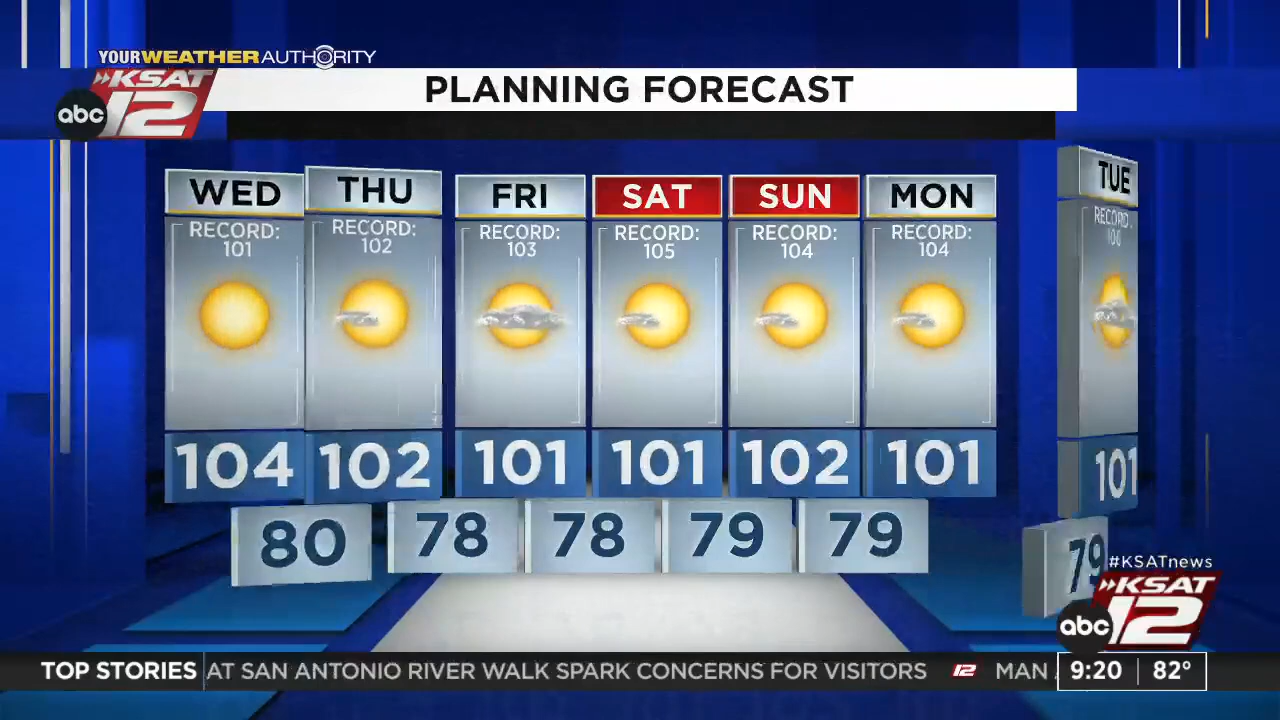 YOURWEATHERAUTHORITY
KSAT
abc 12
PLANNING FORECAST
WED THU FRI SAT SUN MON TUE
RECORD: RECORD: RECORD: RECORD: RECORD: RECORD: RECORD:
101 102 103 105 104 104
104 102 101 101 102 101 101
80 78 78 79 79 79
#KSATnews
KSAT
abc 12
TOP STORIES AT SAN ANTONIO RIVER WALK SPARK CONCERNS FOR VISITORS 12 MAN 9:20 82°